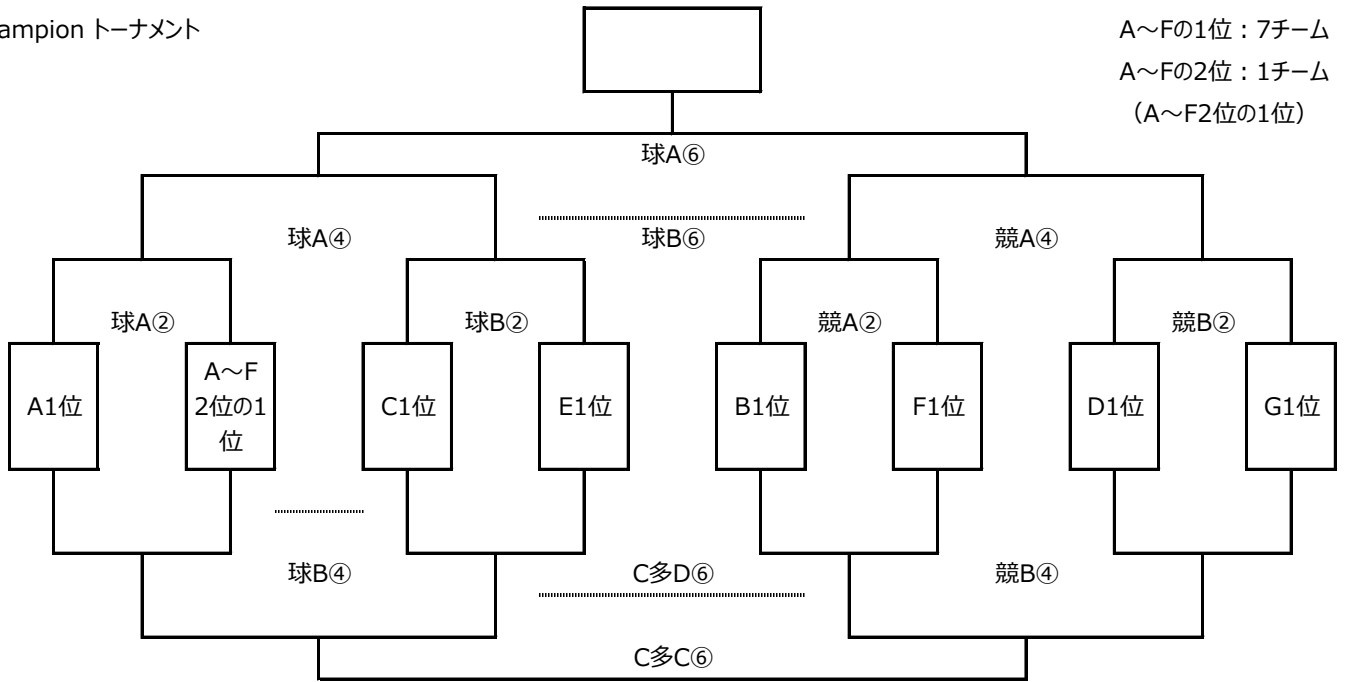 ampion トーナメント
A～Fの1位：7チーム
A～Fの2位：1チーム
（A～F2位の1位）
球A⑥
球A④
球B⑥
競A④
球A②
球B②
競A②
競B②
A1位
A～F
2位の1
位
C1位
E1位
B1位
F1位
D1位
G1位
球B④
C多D⑥
競B④
C多C⑥